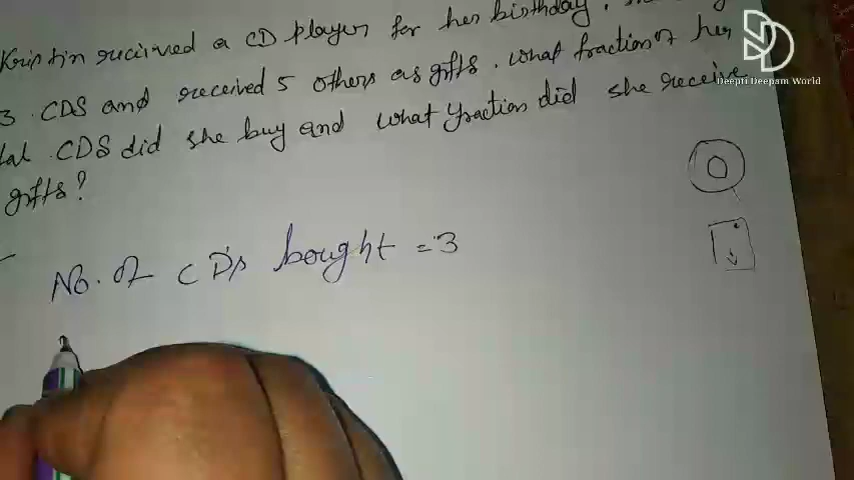 Kristin received a CD player for her birthday.
3 CDS and received 5 others as gifts. what fraction of her
tal CDS did she buy and what fraction did she receive
gifts?
No. of CD's bought = 3
Deepti Deepam World